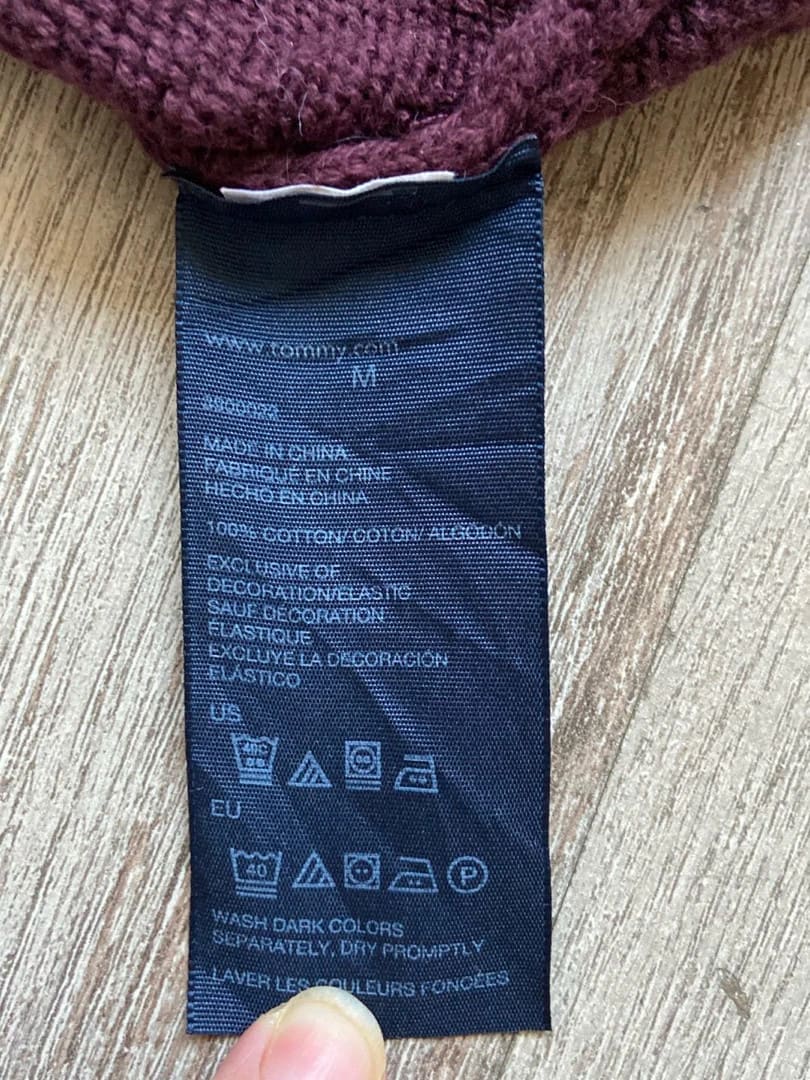 www.tommy.com
M
MADE IN CHINA
FABRIQUÉ EN CHINE
HECHO EN CHINA
100% COTTON/ COTON/ ALGODÓN
EXCLUSIVE OF
DECORATION/ELASTIC
SAUF DECORATION
ÉLASTIQUE
EXCLUYE LA DECORACIÓN
ELÁSTICO
US
40°C
EU
40
P
WASH DARK COLORS
SEPARATELY, DRY PROMPTLY
LAVER LES COULEURS FONCÉES